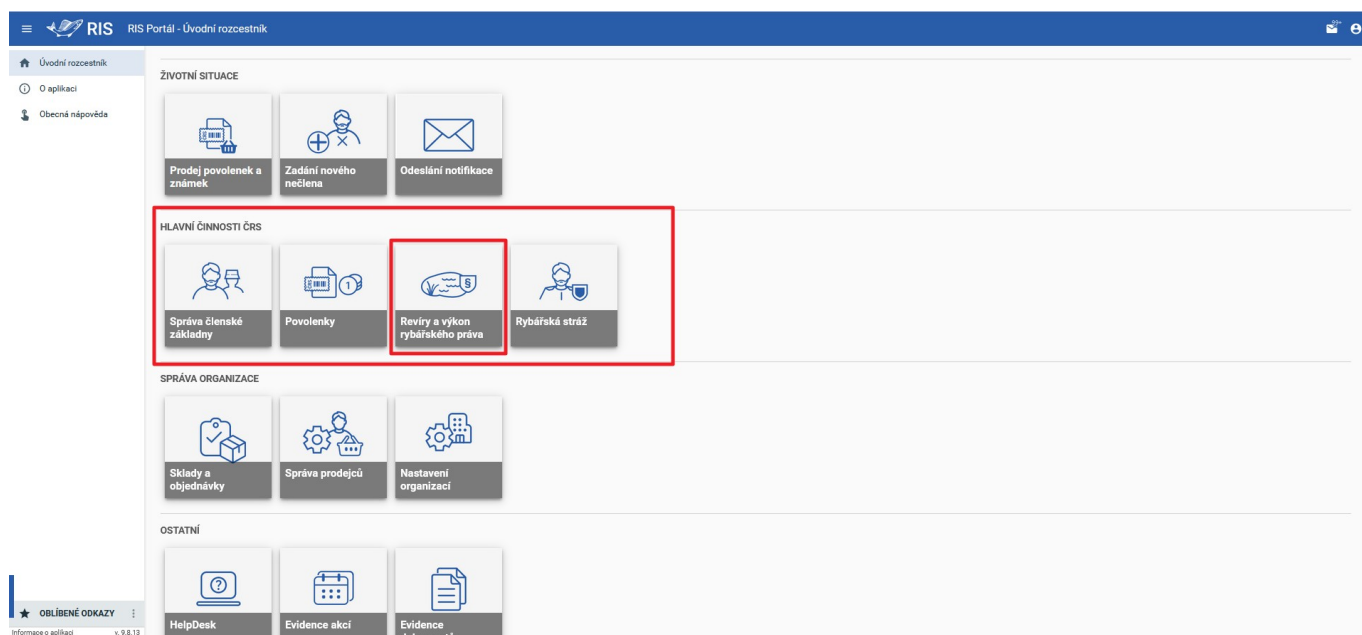 RIS RIS Portál - Úvodní rozcestník
99+
Úvodní rozcestník
O aplikaci
Obecná nápověda
ŽIVOTNÍ SITUACE
Prodej povolenek a
známek
Zadání nového
nečlena
Odeslání notifikace
HLAVNÍ ČINNOSTI ČRS
Správa členské
základny
Povolenky
1
Revíry a výkon
rybářského práva
§
Rybářská stráž
SPRÁVA ORGANIZACE
Sklady a
objednávky
Správa prodejců
Nastavení
organizací
OSTATNÍ
?
HelpDesk
Evidence akcí
Evidence
OBLÍBENÉ ODKAZY
Informace o aplikaci v. 9.8.13